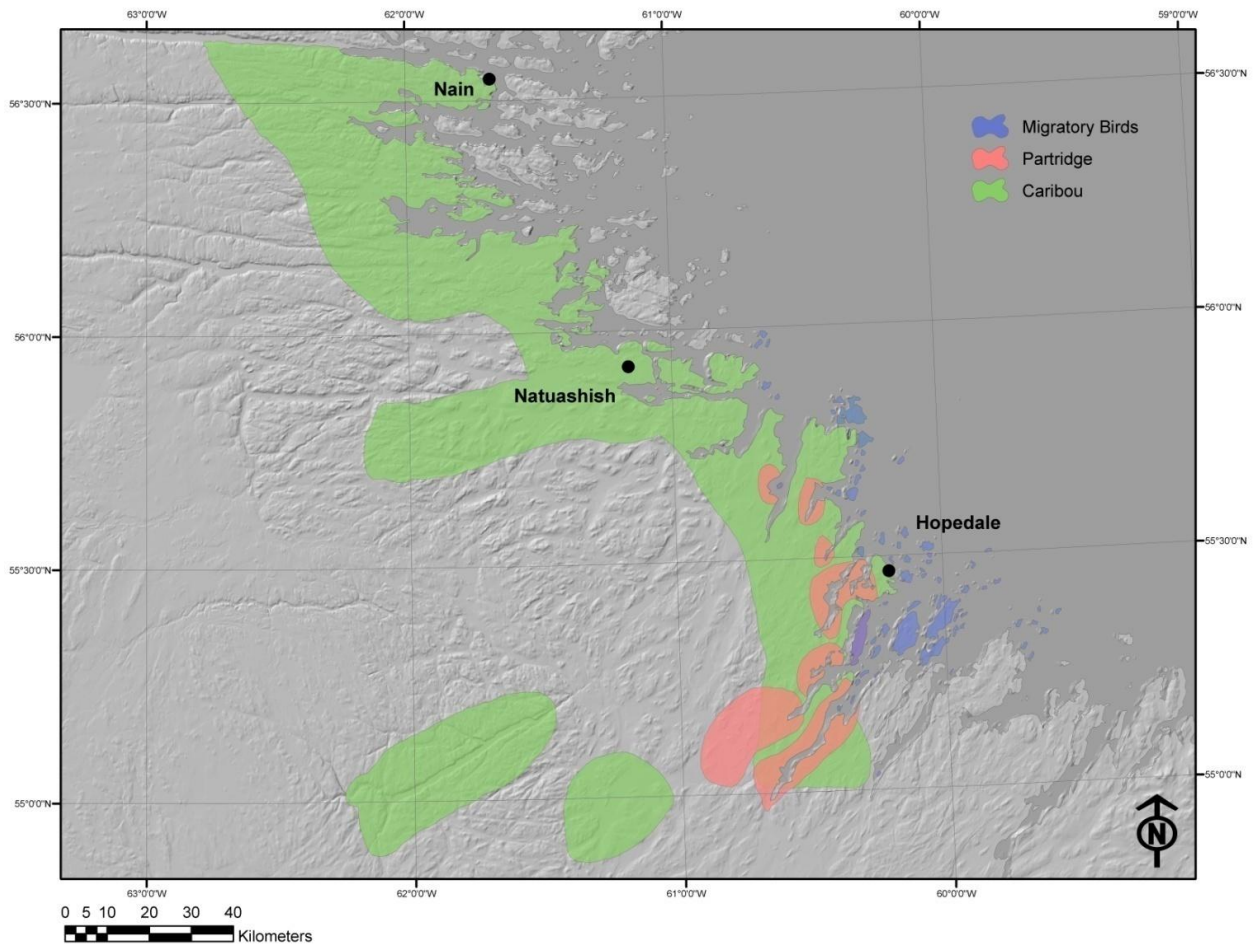 63°0'0"W 62°0'0"W 61°0'0"W 60°0'0"W 59°0'0"W
56°30'0"N 56°30'0"N
Nain
Migratory Birds
Partridge
Caribou
56°0'0"N 56°0'0"N
Natuashish
Hopedale
55°30'0"N 55°30'0"N
55°0'0"N 55°0'0"N
N
63°0'0"W 62°0'0"W 61°0'0"W 60°0'0"W
0 5 10 20 30 40
Kilometers